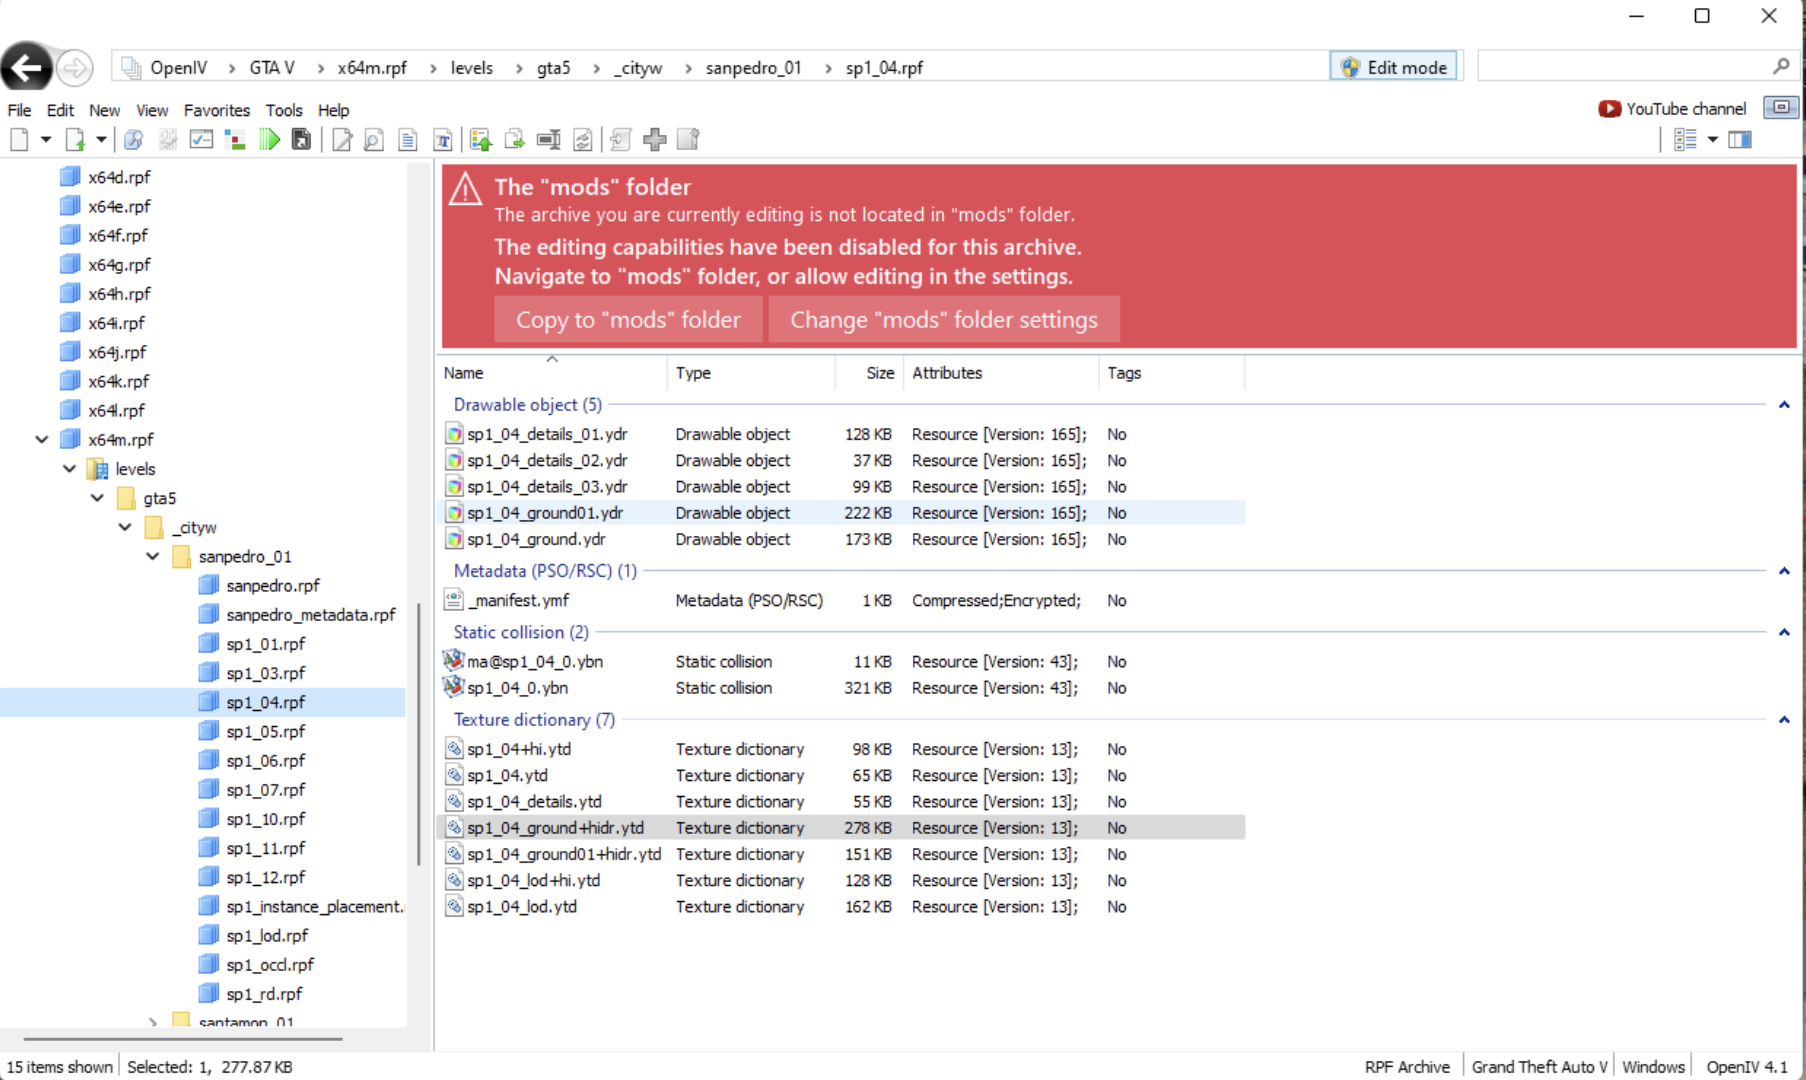 OpenIV › GTA V › x64m.rpf › levels › gta5 › _cityw › sanpedro_01 › sp1_04.rpf Edit mode
File Edit New View Favorites Tools Help YouTube channel
x64d.rpf
x64e.rpf
x64f.rpf
x64g.rpf
x64h.rpf
x64i.rpf
x64j.rpf
x64k.rpf
x64l.rpf
x64m.rpf
levels
gta5
_cityw
sanpedro_01
sanpedro.rpf
sanpedro_metadata.rpf
sp1_01.rpf
sp1_03.rpf
sp1_04.rpf
sp1_05.rpf
sp1_06.rpf
sp1_07.rpf
sp1_10.rpf
sp1_11.rpf
sp1_12.rpf
sp1_instance_placement.
sp1_lod.rpf
sp1_occl.rpf
sp1_rd.rpf
santamon_01
The "mods" folder
The archive you are currently editing is not located in "mods" folder.
The editing capabilities have been disabled for this archive.
Navigate to "mods" folder, or allow editing in the settings.
Copy to "mods" folder Change "mods" folder settings
Name Type Size Attributes Tags
Drawable object (5)
sp1_04_details_01.ydr Drawable object 128 KB Resource [Version: 165]; No
sp1_04_details_02.ydr Drawable object 37 KB Resource [Version: 165]; No
sp1_04_details_03.ydr Drawable object 99 KB Resource [Version: 165]; No
sp1_04_ground01.ydr Drawable object 222 KB Resource [Version: 165]; No
sp1_04_ground.ydr Drawable object 173 KB Resource [Version: 165]; No
Metadata (PSO/RSC) (1)
_manifest.ymf Metadata (PSO/RSC) 1 KB Compressed;Encrypted; No
Static collision (2)
ma@sp1_04_0.ybn Static collision 11 KB Resource [Version: 43]; No
sp1_04_0.ybn Static collision 321 KB Resource [Version: 43]; No
Texture dictionary (7)
sp1_04+hi.ytd Texture dictionary 98 KB Resource [Version: 13]; No
sp1_04.ytd Texture dictionary 65 KB Resource [Version: 13]; No
sp1_04_details.ytd Texture dictionary 55 KB Resource [Version: 13]; No
sp1_04_ground+hidr.ytd Texture dictionary 278 KB Resource [Version: 13]; No
sp1_04_ground01+hidr.ytd Texture dictionary 151 KB Resource [Version: 13]; No
sp1_04_lod+hi.ytd Texture dictionary 128 KB Resource [Version: 13]; No
sp1_04_lod.ytd Texture dictionary 162 KB Resource [Version: 13]; No
15 items shown Selected: 1, 277.87 KB RPF Archive Grand Theft Auto V Windows OpenIV 4.1